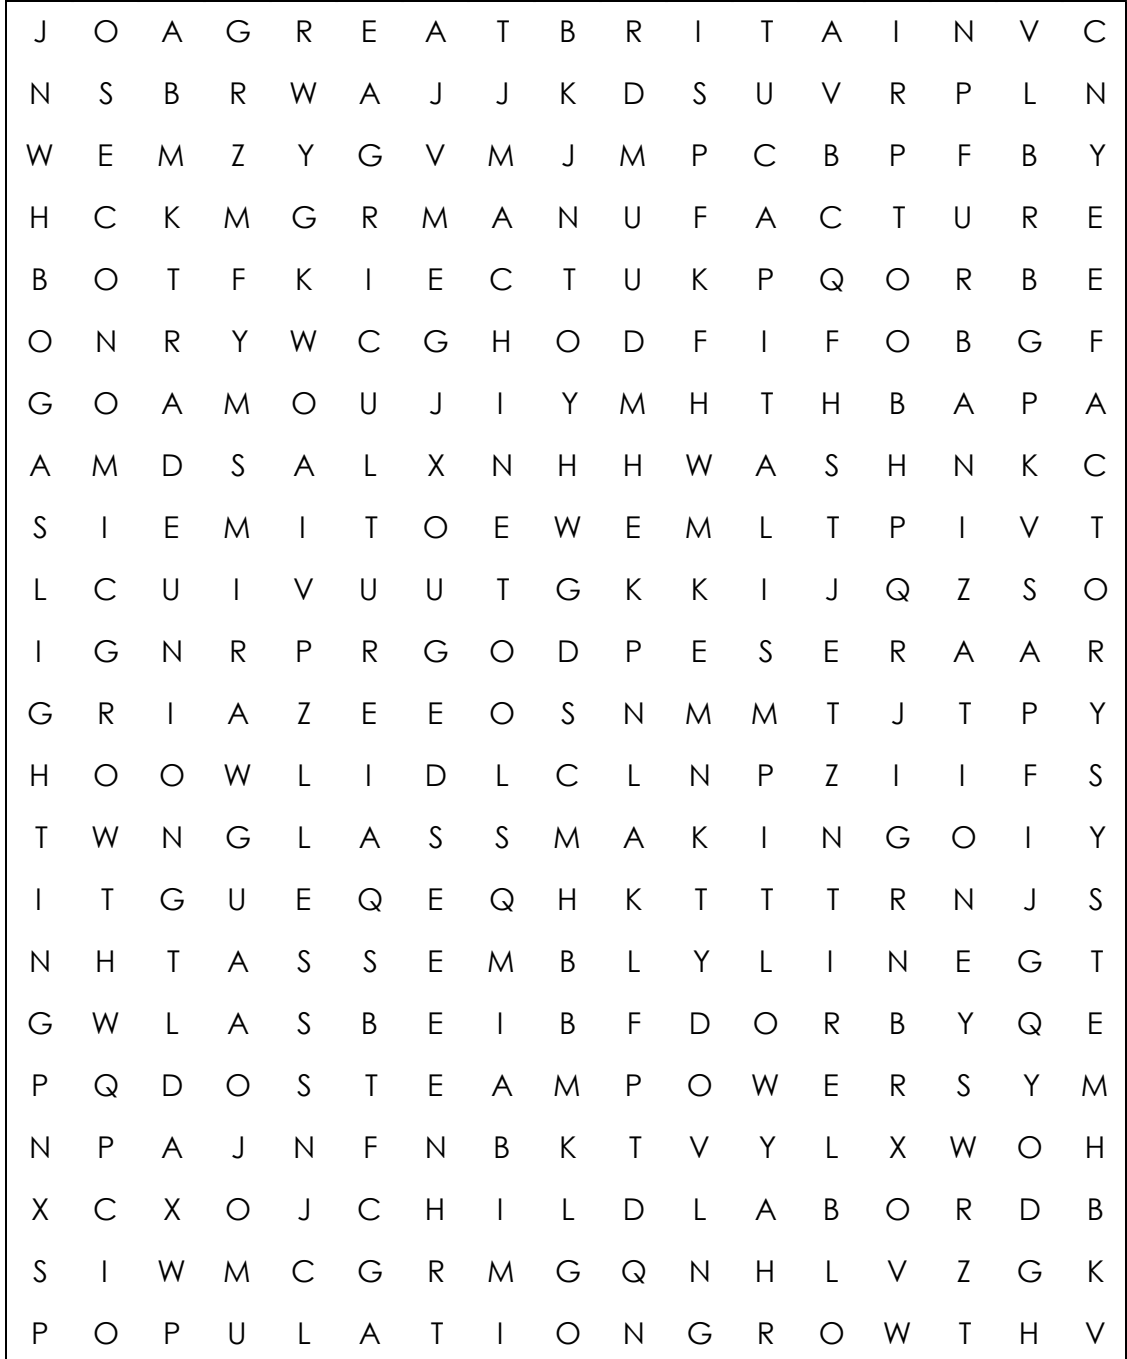 J O A G R E A T B R I T A I N V C
N S B R W A J J K D S U V R P L N
W E M Z Y G V M J M P C B P F B Y
H C K M G R M A N U F A C T U R E
B O T F K I E C T U K P Q O R B E
O N R Y W C G H O D F I F O B G F
G O A M O U J I Y M H T H B A P A
A M D S A L X N H H W A S H N K C
S I E M I T O E W E M L T P I V T
L C U I V U U T G K K I J Q Z S O
I G N R P R G O D P E S E R A A R
G R I A Z E E O S N M M T J T P Y
H O O W L I D L C L N P Z I I F S
T W N G L A S S M A K I N G O I Y
I T G U E Q E Q H K T T T R N J S
N H T A S S E M B L Y L I N E G T
G W L A S B E I B F D O R B Y Q E
P Q D O S T E A M P O W E R S Y M
N P A J N F N B K T V Y L X W O H
X C X O J C H I L D L A B O R D B
S I W M C G R M G Q N H L V Z G K
P O P U L A T I O N G R O W T H V